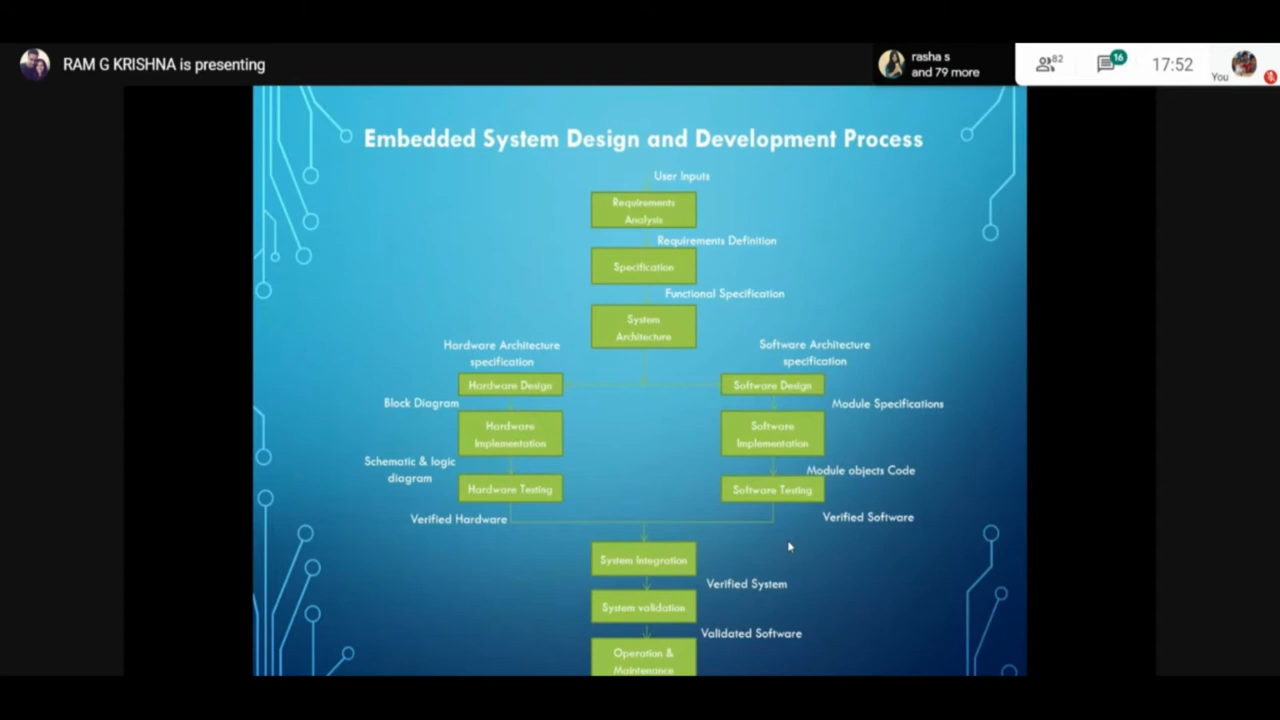 RAM G KRISHNA is presenting
rasha s
and 79 more
82
16
17:52
You
Embedded System Design and Development Process
User Inputs
Requirements
Analysis
Requirements Definition
Specification
Functional Specification
System
Architecture
Hardware Architecture
specification
Software Architecture
specification
Hardware Design
Software Design
Block Diagram
Module Specifications
Hardware
Implementation
Software
Implementation
Schematic & logic
diagram
Module objects Code
Hardware Testing
Software Testing
Verified Hardware
Verified Software
System Integration
Verified System
System validation
Validated Software
Operation &
Maintenance